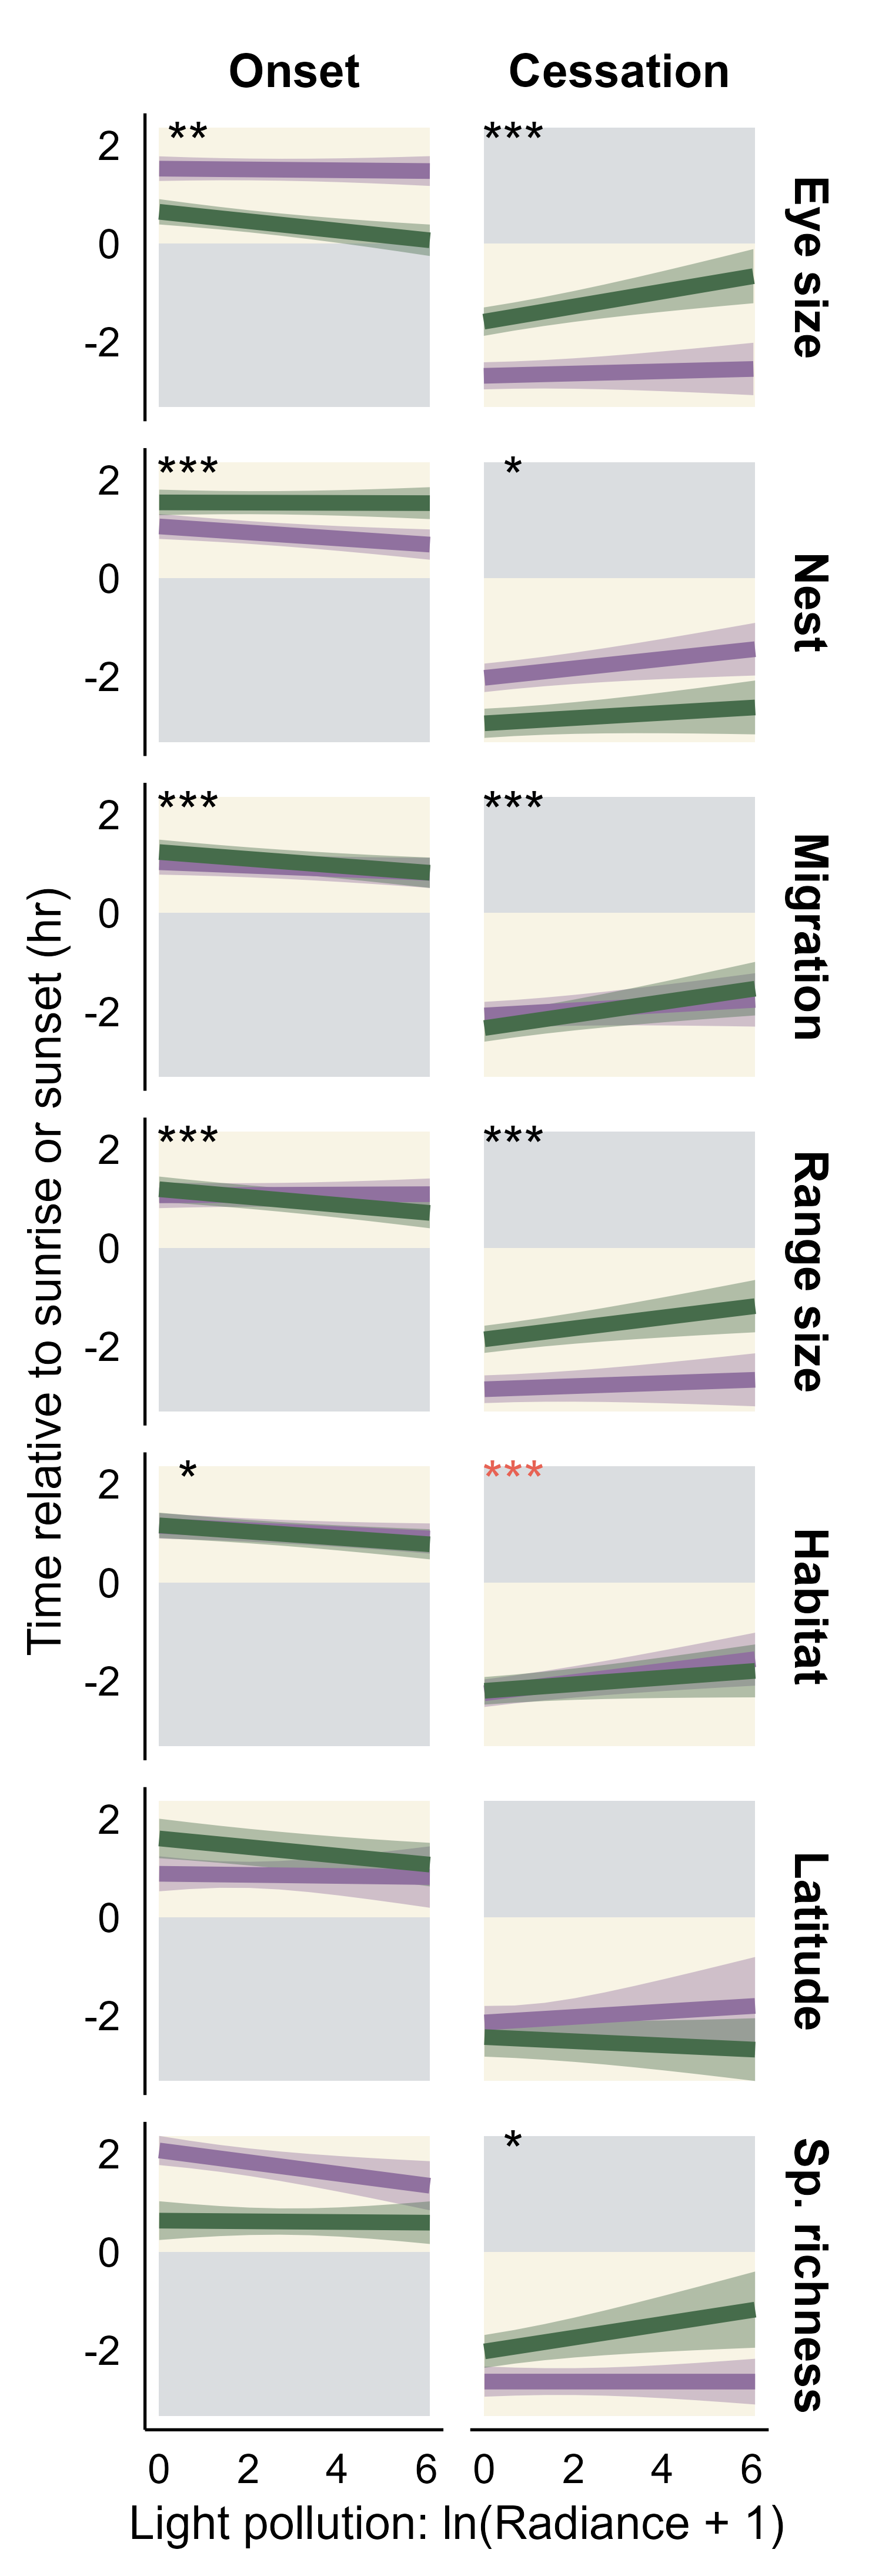 Onset Cessation
** ***
2
0
-2
Eye size
*** *
2
0
-2
Nest
*** ***
2
0
-2
Migration
*** ***
2
0
-2
Range size
* ***
2
0
-2
Habitat
2
0
-2
Latitude
*
2
0
-2
Sp. richness
Time relative to sunrise or sunset (hr)
0 2 4 6 0 2 4 6
Light pollution: ln(Radiance + 1)